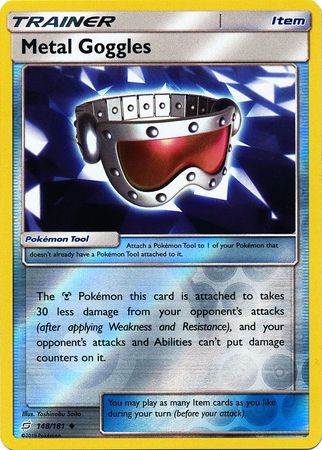 TRAINER
Item
Metal Goggles
Pokémon Tool
Attach a Pokémon Tool to 1 of your Pokémon that
doesn't already have a Pokémon Tool attached to it.
The Pokémon this card is attached to takes
30 less damage from your opponent's attacks
(after applying Weakness and Resistance), and your
opponent's attacks and Abilities can't put damage
counters on it.
You may play as many Item cards as you like
during your turn (before your attack).
Illus. Yoshinobu Saito
148/181
©2019 Pokémon